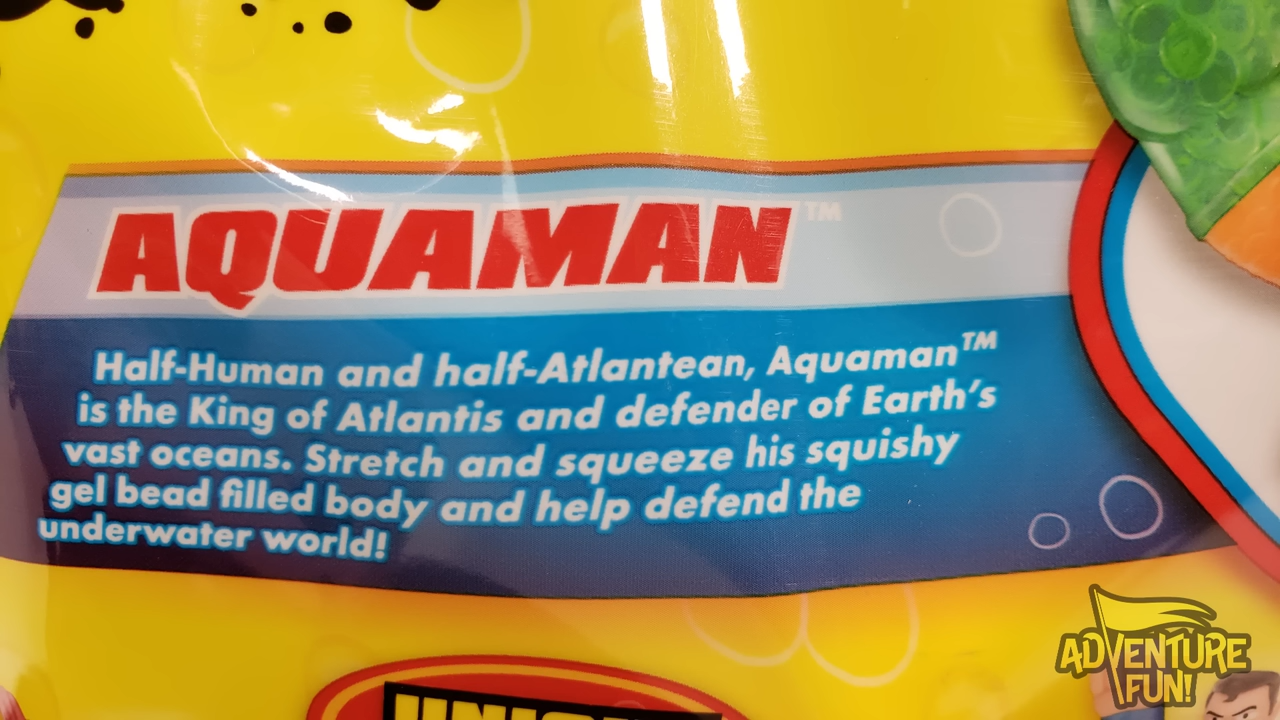 AQUAMAN™
Half-Human and half-Atlantean, Aquaman™
is the King of Atlantis and defender of Earth's
vast oceans. Stretch and squeeze his squishy
gel bead filled body and help defend the
underwater world!
ADVENTURE
FUN!